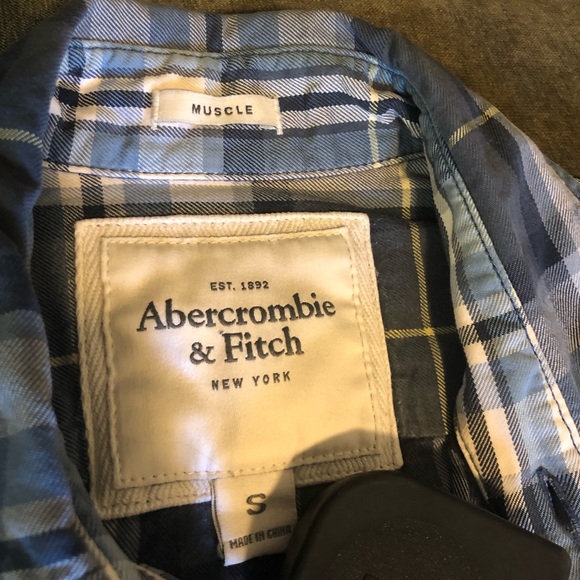 MUSCLE
EST. 1892
Abercrombie
& Fitch
NEW YORK
S
MADE IN CHINA